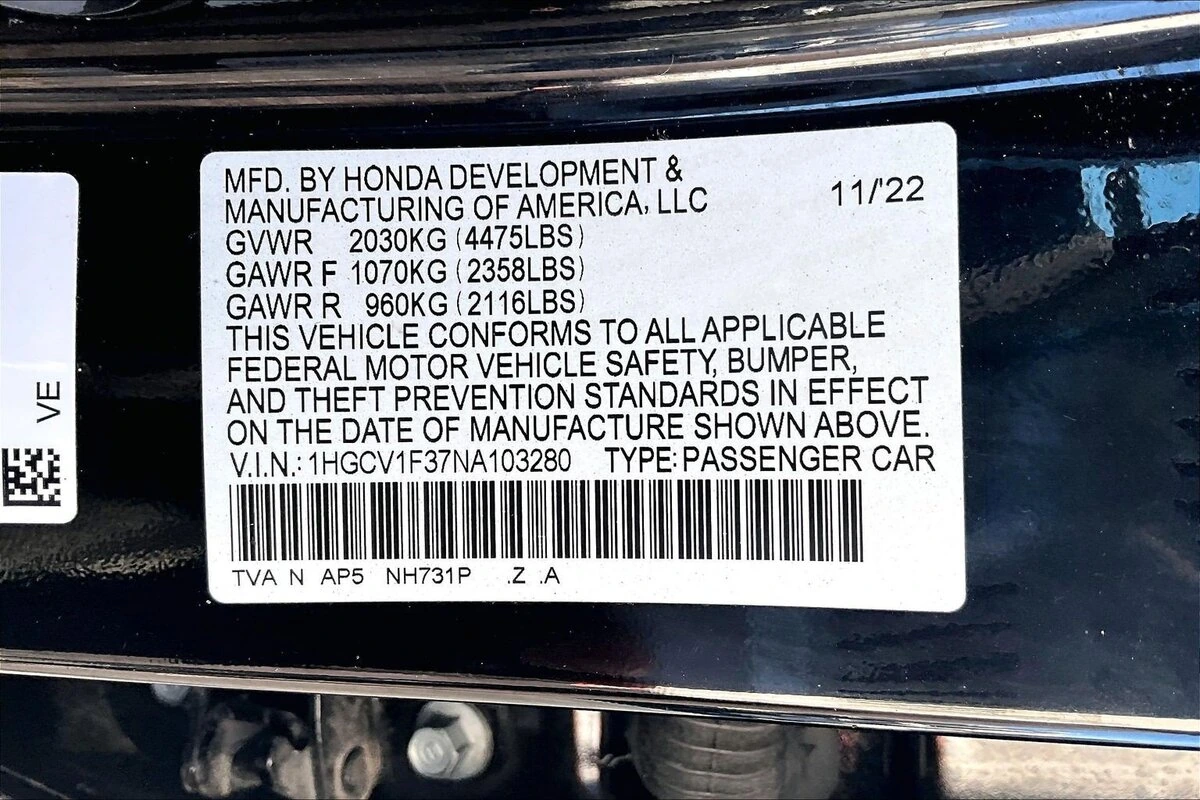 MFD. BY HONDA DEVELOPMENT &
MANUFACTURING OF AMERICA, LLC 11/'22
GVWR 2030KG (4475LBS)
GAWR F 1070KG (2358LBS)
GAWR R 960KG (2116LBS)
THIS VEHICLE CONFORMS TO ALL APPLICABLE
FEDERAL MOTOR VEHICLE SAFETY, BUMPER,
AND THEFT PREVENTION STANDARDS IN EFFECT
ON THE DATE OF MANUFACTURE SHOWN ABOVE.
V.I.N.: 1HGCV1F37NA103280 TYPE: PASSENGER CAR
TVA N AP5 NH731P .Z .A
VE